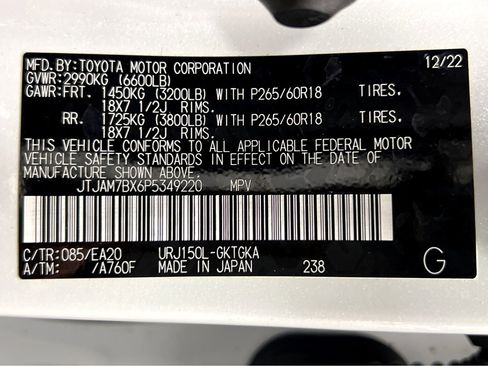 MFD.BY:TOYOTA MOTOR CORPORATION 12/22
GVWR:2990KG (6600LB)
GAWR:FRT. 1450KG (3200LB) WITH P265/60R18 TIRES.
18X7 1/2J RIMS.
RR. 1725KG (3800LB) WITH P265/60R18 TIRES.
18X7 1/2J RIMS.
THIS VEHICLE CONFORMS TO ALL APPLICABLE FEDERAL MOTOR
VEHICLE SAFETY STANDARDS IN EFFECT ON THE DATE OF
MANUFACTURE SHOWN ABOVE.
JTJAM7BX6P5349220 MPV
C/TR:085/EA20 URJ150L-GKTGKA
A/TM: /A760F MADE IN JAPAN 238 G